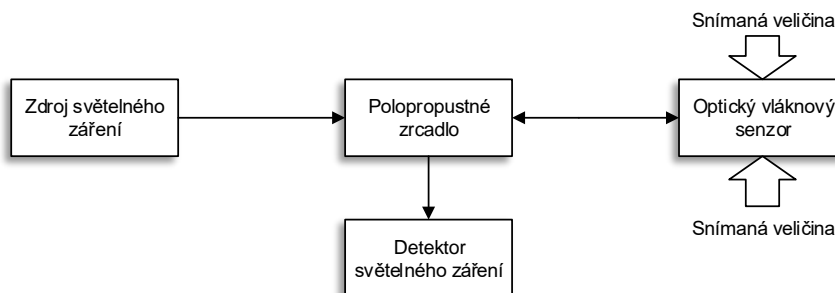 Snímaná veličina
Zdroj světelného
záření
Polopropustné
zrcadlo
Optický vláknový
senzor
Detektor
světelného záření
Snímaná veličina